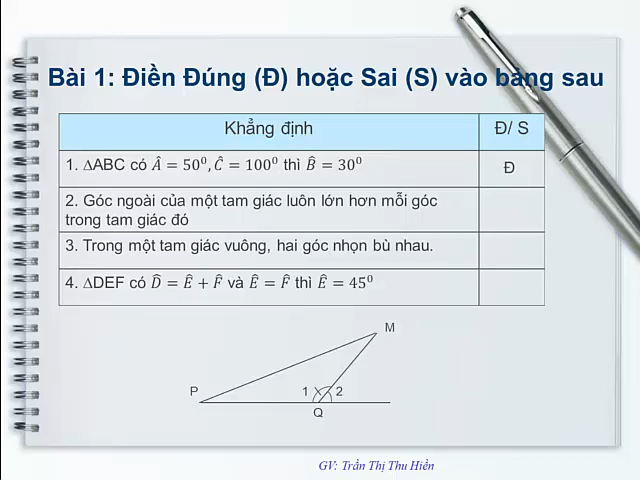 Bài 1: Điền Đúng (Đ) hoặc Sai (S) vào bảng sau
Khẳng định
Đ/ S
1. ∆ABC có Â = 50⁰, Ĉ = 100⁰ thì B̂ = 30⁰
Đ
2. Góc ngoài của một tam giác luôn lớn hơn mỗi góc
trong tam giác đó
3. Trong một tam giác vuông, hai góc nhọn bù nhau.
4. ∆DEF có D̂ = Ê + F̂ và Ê = F̂ thì Ê = 45⁰
M
P
1
2
Q
GV: Trần Thị Thu Hiền